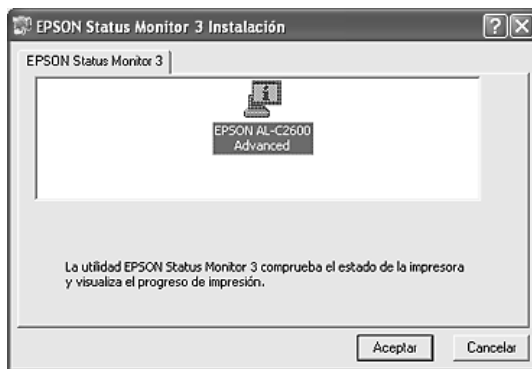 EPSON Status Monitor 3 Instalación
EPSON Status Monitor 3
EPSON AL-C2600
Advanced
La utilidad EPSON Status Monitor 3 comprueba el estado de la impresora
y visualiza el progreso de impresión.
Aceptar Cancelar